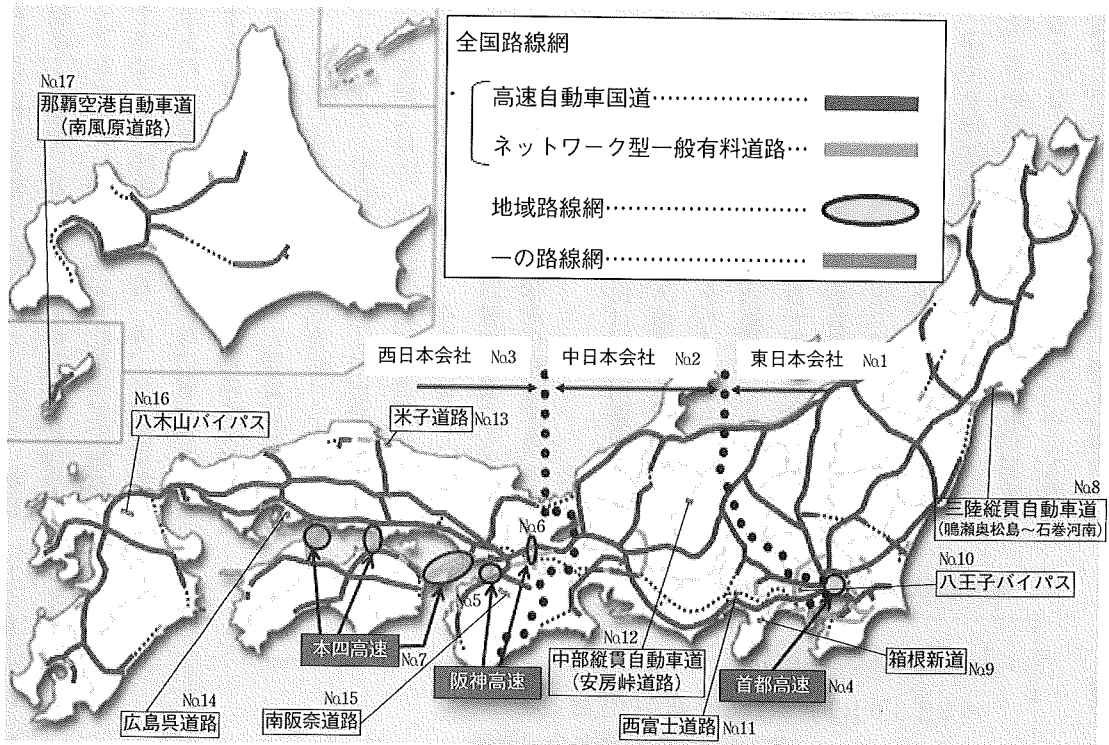 全国路線網
高速自動車国道
ネットワーク型一般有料道路
地域路線網
一の路線網
No.17
那覇空港自動車道
(南風原道路)
西日本会社 No.3
中日本会社 No.2
東日本会社 No.1
No.16
八木山バイパス
米子道路 No.13
No.8
三陸縦貫自動車道
(鳴瀬奥松島～石巻河南)
No.6
No.10
八王子バイパス
No.5
本四高速 No.7
阪神高速
No.12
中部縦貫自動車道
(安房峠道路)
首都高速 No.4
箱根新道 No.9
No.14
広島呉道路
No.15
南阪奈道路
西富士道路 No.11